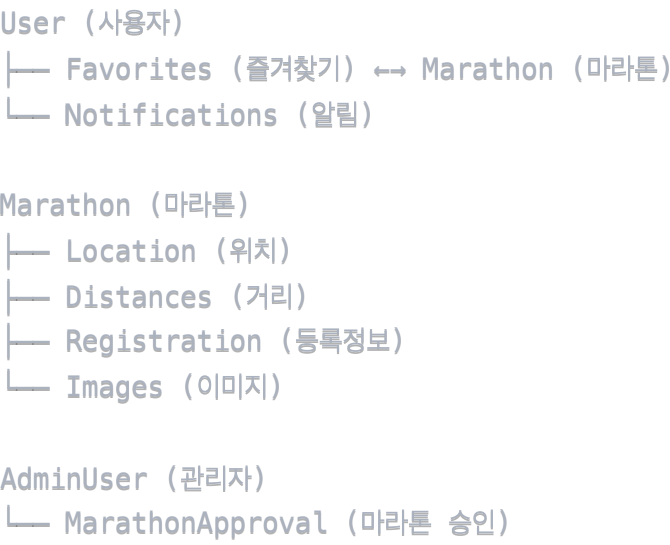 User (사용자)
├── Favorites (즐겨찾기) ←→ Marathon (마라톤)
└── Notifications (알림)

Marathon (마라톤)
├── Location (위치)
├── Distances (거리)
├── Registration (등록정보)
└── Images (이미지)

AdminUser (관리자)
└── MarathonApproval (마라톤 승인)